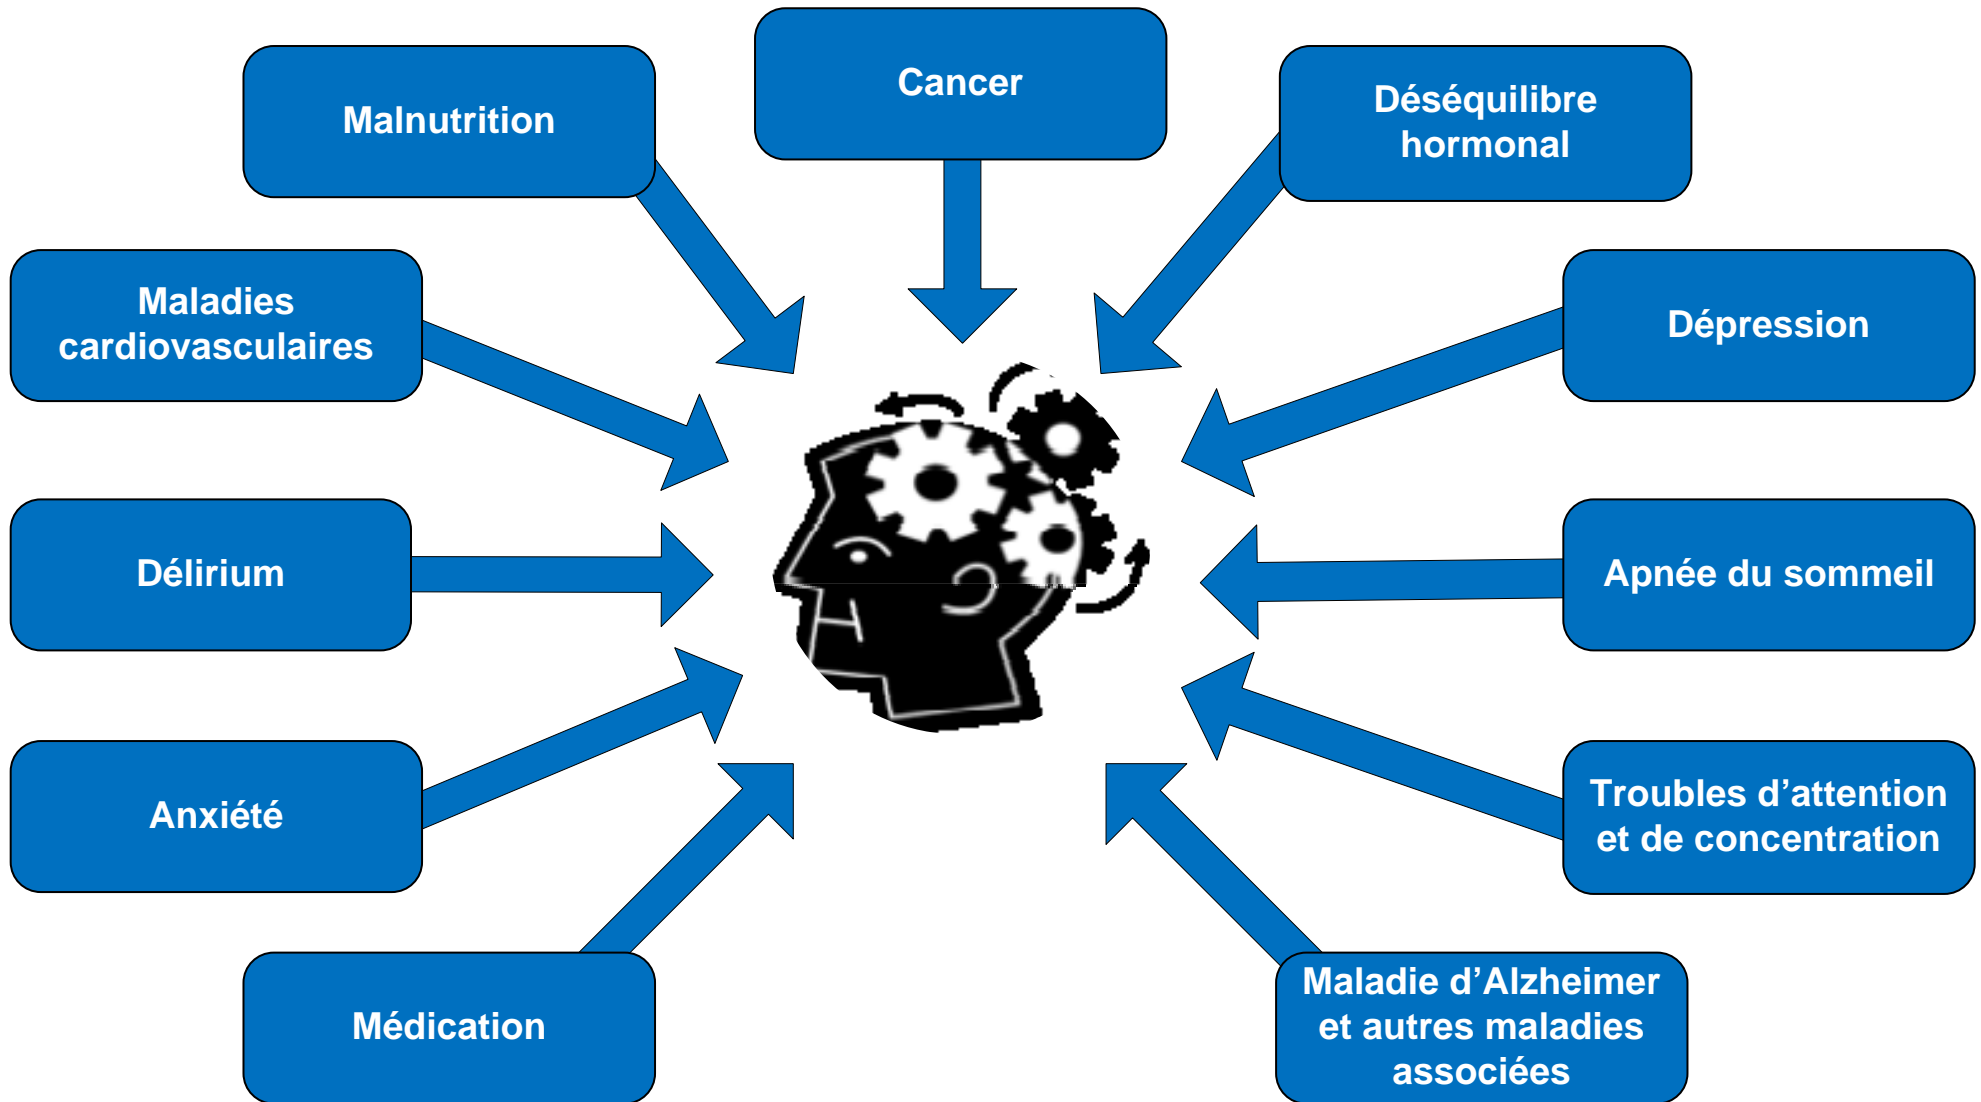 Cancer
Malnutrition
Déséquilibre
hormonal
Maladies
cardiovasculaires
Dépression
Délirium
Apnée du sommeil
Anxiété
Troubles d’attention
et de concentration
Médication
Maladie d’Alzheimer
et autres maladies
associées